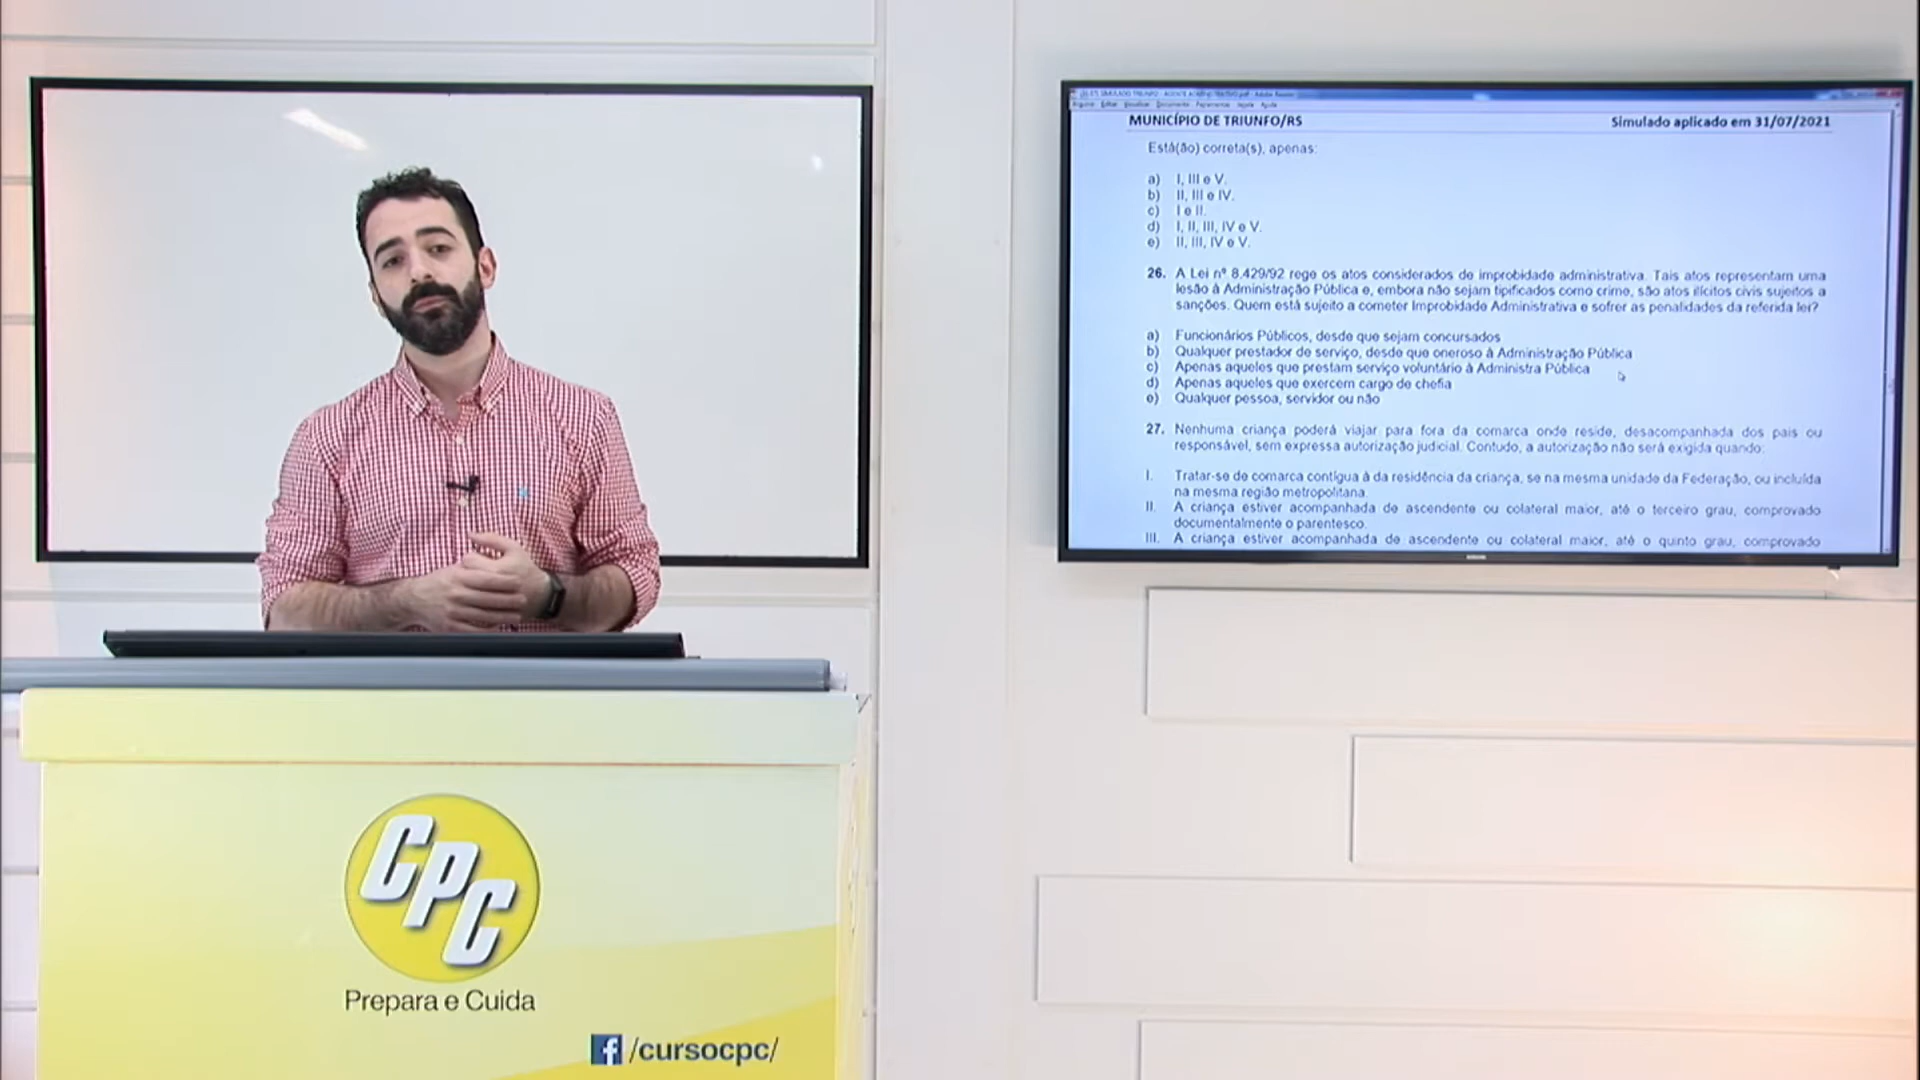 MUNICÍPIO DE TRIUNFO/RS
Simulado aplicado em 31/07/2021
Está(ão) correta(s), apenas:
a) I, III e V.
b) II, III e IV.
c) I e II.
d) I, II, III, IV e V.
e) II, III, IV e V.
26. A Lei nº 8.429/92 rege os atos considerados de improbidade administrativa. Tais atos representam uma
lesão à Administração Pública e, embora não sejam tipificados como crime, são atos ilícitos civis sujeitos a
sanções. Quem está sujeito a cometer Improbidade Administrativa e sofrer as penalidades da referida lei?
a) Funcionários Públicos, desde que sejam concursados
b) Qualquer prestador de serviço, desde que oneroso à Administração Pública
c) Apenas aqueles que prestam serviço voluntário à Administra Pública
d) Apenas aqueles que exercem cargo de chefia
e) Qualquer pessoa, servidor ou não
27. Nenhuma criança poderá viajar para fora da comarca onde reside, desacompanhada dos pais ou
responsável, sem expressa autorização judicial. Contudo, a autorização não será exigida quando:
I. Tratar-se de comarca contígua à da residência da criança, se na mesma unidade da Federação, ou incluída
na mesma região metropolitana.
II. A criança estiver acompanhada de ascendente ou colateral maior, até o terceiro grau, comprovado
documentalmente o parentesco.
III. A criança estiver acompanhada de ascendente ou colateral maior, até o quinto grau, comprovado
CPC
Prepara e Cuida
f /cursocpc/